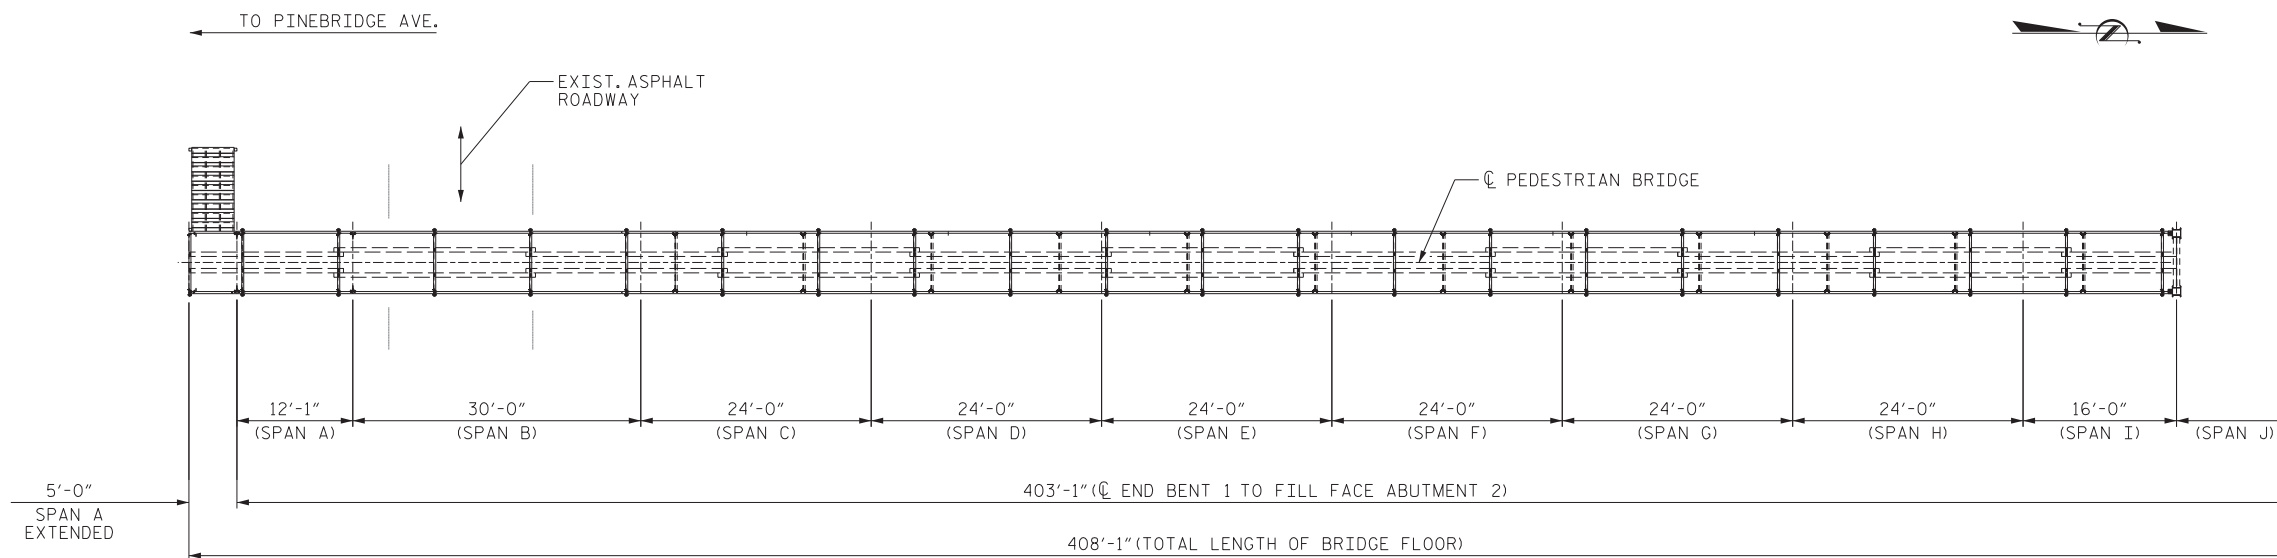 TO PINEBRIDGE AVE.
EXIST. ASPHALT
ROADWAY
℄ PEDESTRIAN BRIDGE
12'-1"
(SPAN A)
30'-0"
(SPAN B)
24'-0"
(SPAN C)
24'-0"
(SPAN D)
24'-0"
(SPAN E)
24'-0"
(SPAN F)
24'-0"
(SPAN G)
24'-0"
(SPAN H)
16'-0"
(SPAN I)
(SPAN J)
5'-0"
SPAN A
EXTENDED
403'-1" (℄ END BENT 1 TO FILL FACE ABUTMENT 2)
408'-1" (TOTAL LENGTH OF BRIDGE FLOOR)